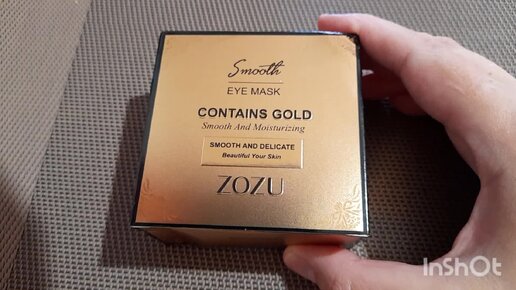 Smooth
EYE MASK
CONTAINS GOLD
Smooth And Moisturizing
SMOOTH AND DELICATE
Beautiful Your Skin
ZOZU
InShOt